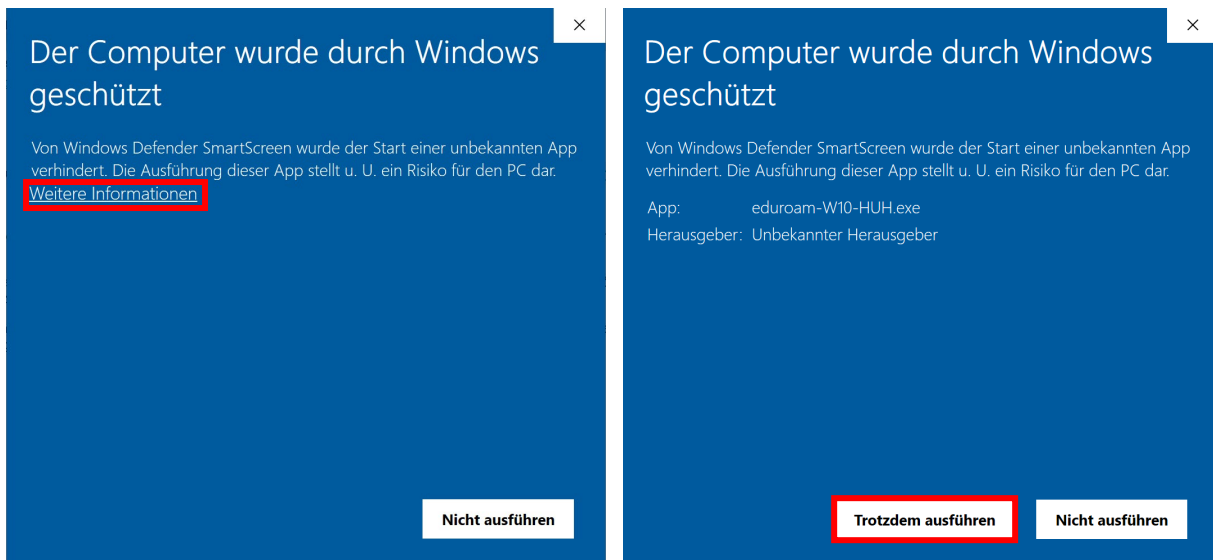 Der Computer wurde durch Windows
geschützt
Von Windows Defender SmartScreen wurde der Start einer unbekannten App
verhindert. Die Ausführung dieser App stellt u. U. ein Risiko für den PC dar.
Weitere Informationen
Nicht ausführen
Der Computer wurde durch Windows
geschützt
Von Windows Defender SmartScreen wurde der Start einer unbekannten App
verhindert. Die Ausführung dieser App stellt u. U. ein Risiko für den PC dar.
App: eduroam-W10-HUH.exe
Herausgeber: Unbekannter Herausgeber
Trotzdem ausführen Nicht ausführen